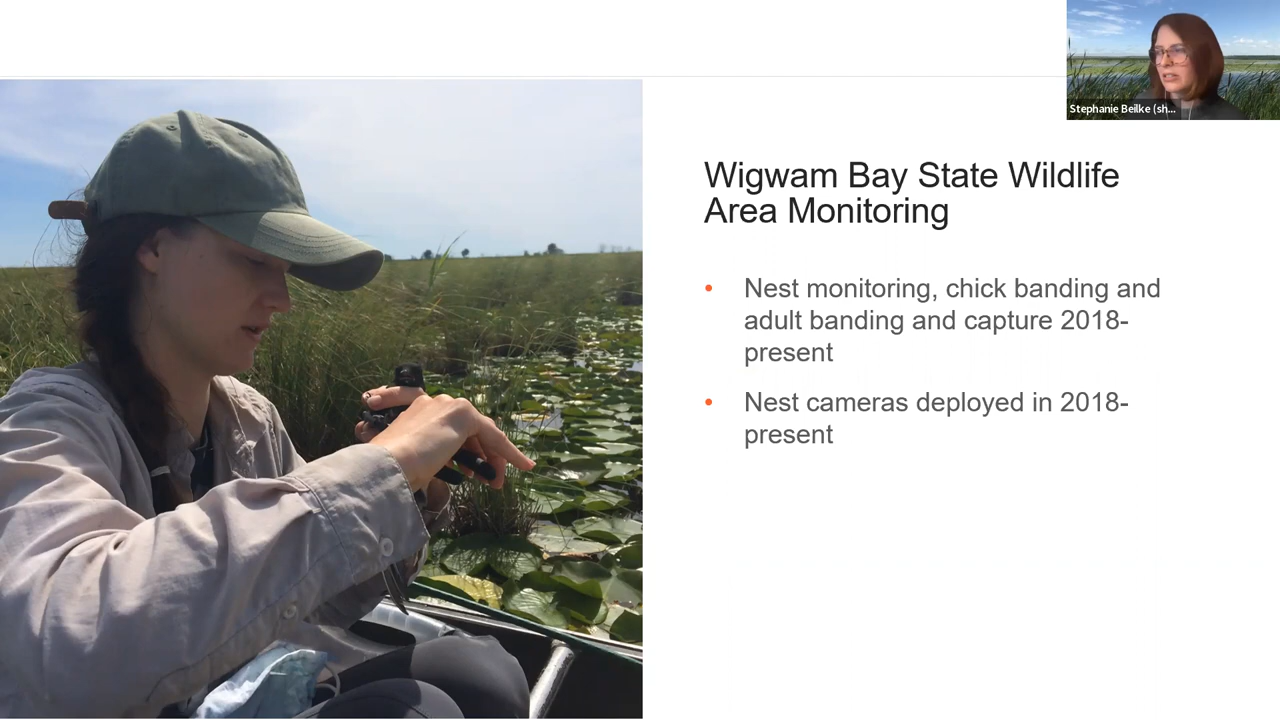 Stephanie Beilke (sh...
Wigwam Bay State Wildlife
Area Monitoring
• Nest monitoring, chick banding and
adult banding and capture 2018-
present
• Nest cameras deployed in 2018-
present